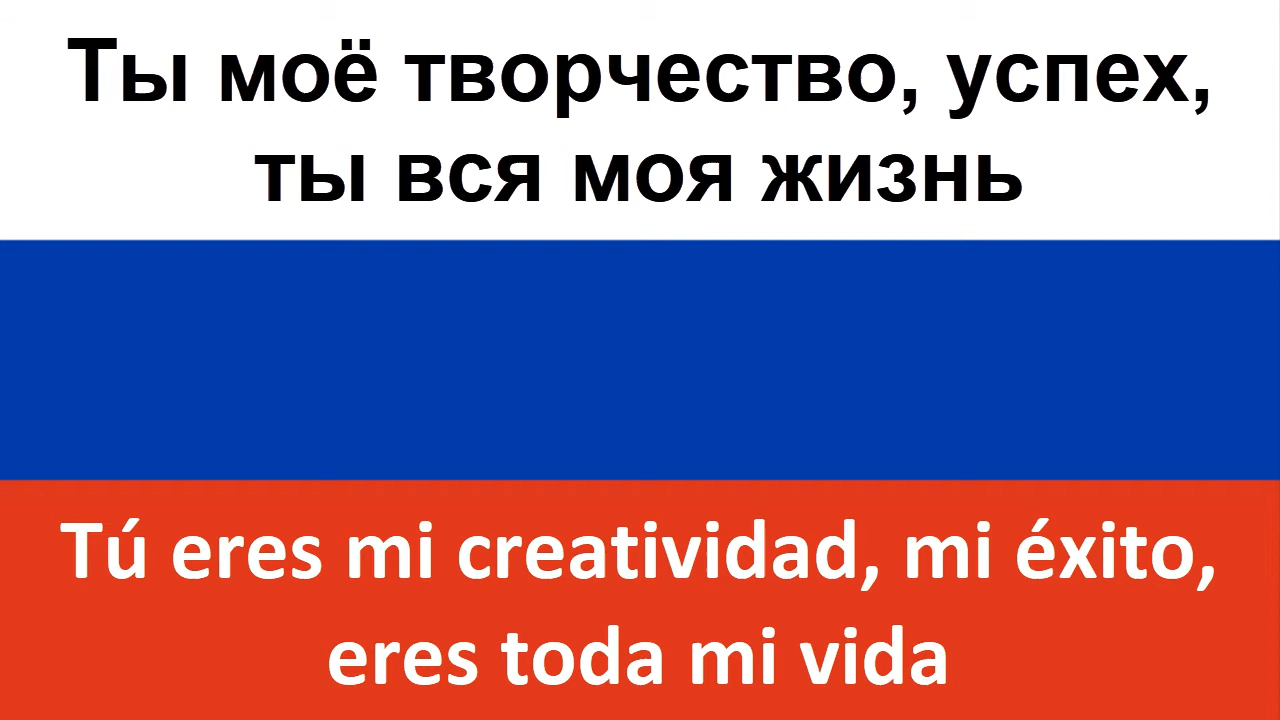 Ты моё творчество, успех,
ты вся моя жизнь
Tú eres mi creatividad, mi éxito,
eres toda mi vida